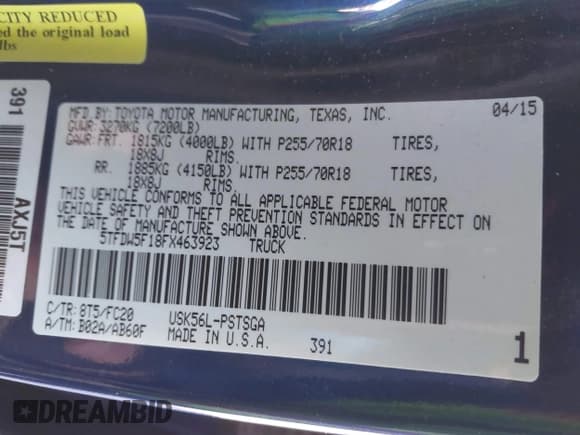 CITY REDUCED
ed the original load
lbs
391
AXJ5T
MFD.BY:TOYOTA MOTOR MANUFACTURING, TEXAS, INC. 04/15
GVWR:3270KG (7200LB)
GAWR:FRT. 1815KG (4000LB) WITH P255/70R18 TIRES,
18X8J RIMS.
RR. 1885KG (4150LB) WITH P255/70R18 TIRES,
18X8J RIMS.
THIS VEHICLE CONFORMS TO ALL APPLICABLE FEDERAL MOTOR
VEHICLE SAFETY AND THEFT PREVENTION STANDARDS IN EFFECT ON
THE DATE OF MANUFACTURE SHOWN ABOVE.
5TFDW5F18FX463923 TRUCK
C/TR:8T5/FC20 USK56L-PSTSGA
A/TM:B02A/AB60F MADE IN U.S.A. 391 1
DREAMBID